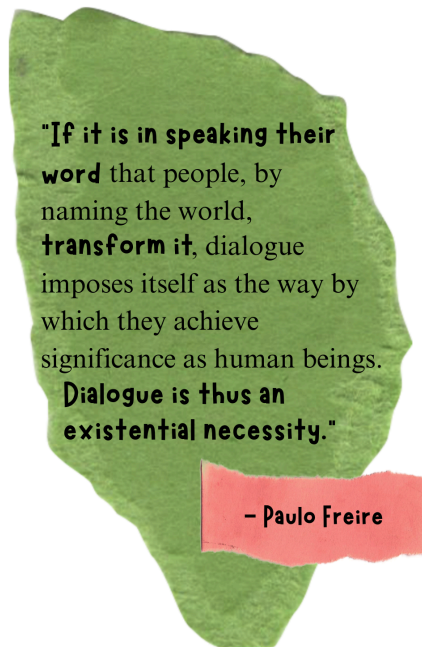 "If it is in speaking their
word that people, by
naming the world,
transform it, dialogue
imposes itself as the way by
which they achieve
significance as human beings.
Dialogue is thus an
existential necessity."
– Paulo Freire